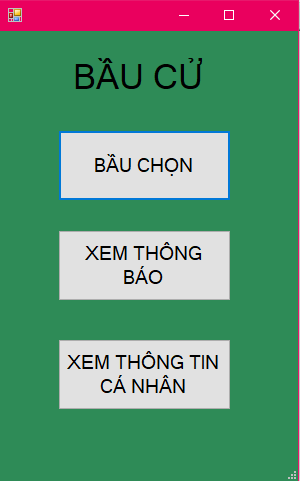 BẦU CỬ
BẦU CHỌN
XEM THÔNG
BÁO
XEM THÔNG TIN
CÁ NHÂN